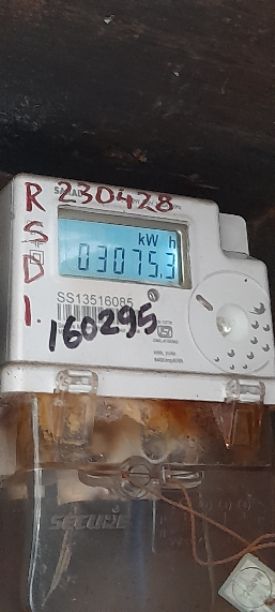 R 230428
S
D
1.
kW h
03075.3
SS13516085
160295
SECURE